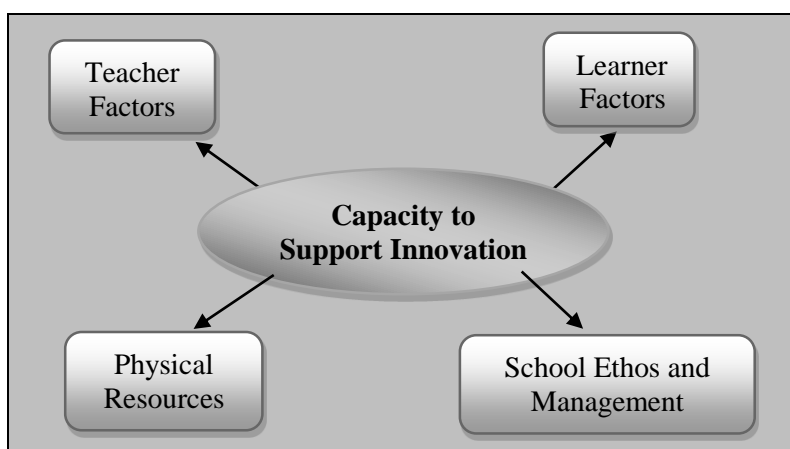 Teacher
Factors
Learner
Factors
Capacity to
Support Innovation
Physical
Resources
School Ethos and
Management